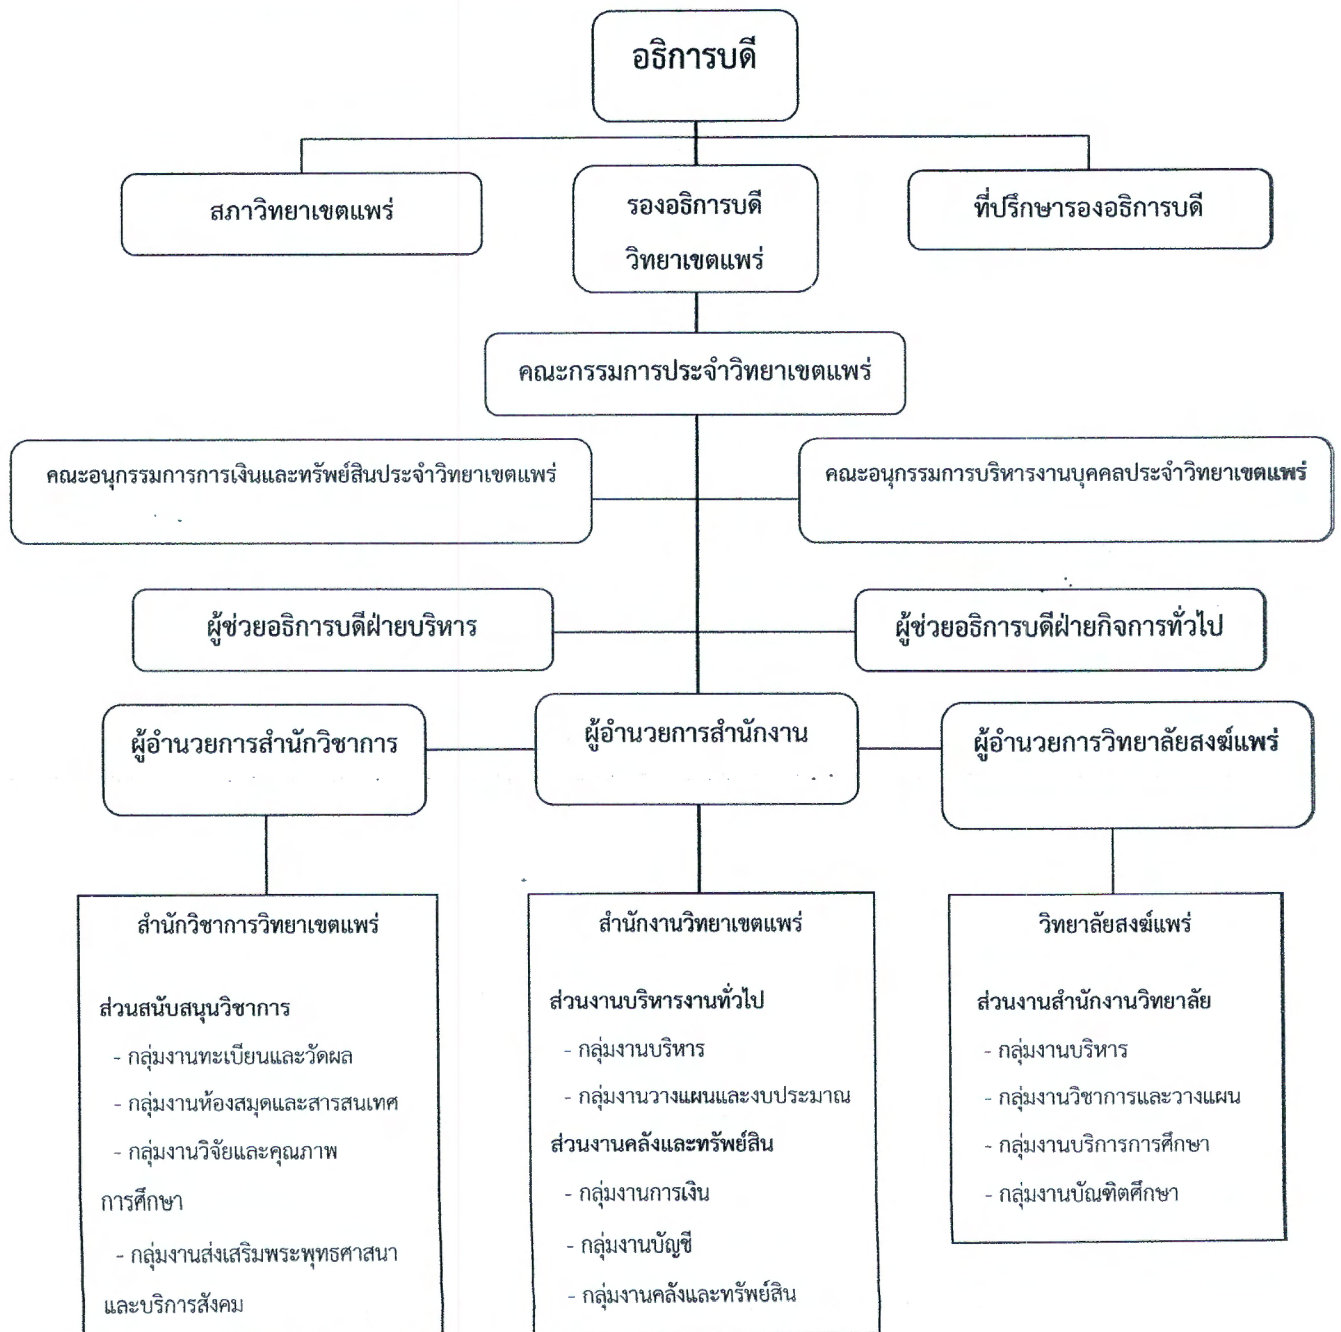 อธิการบดี
สภาวิทยาเขตแพร่
รองอธิการบดี
วิทยาเขตแพร่
ที่ปรึกษารองอธิการบดี
คณะกรรมการประจำวิทยาเขตแพร่
คณะอนุกรรมการการเงินและทรัพย์สินประจำวิทยาเขตแพร่
คณะอนุกรรมการบริหารงานบุคคลประจำวิทยาเขตแพร่
ผู้ช่วยอธิการบดีฝ่ายบริหาร
ผู้ช่วยอธิการบดีฝ่ายกิจการทั่วไป
ผู้อำนวยการสำนักวิชาการ
ผู้อำนวยการสำนักงาน
ผู้อำนวยการวิทยาลัยสงฆ์แพร่
สำนักวิชาการวิทยาเขตแพร่
ส่วนสนับสนุนวิชาการ
- กลุ่มงานทะเบียนและวัดผล
- กลุ่มงานห้องสมุดและสารสนเทศ
- กลุ่มงานวิจัยและคุณภาพ
การศึกษา
- กลุ่มงานส่งเสริมพระพุทธศาสนา
และบริการสังคม
สำนักงานวิทยาเขตแพร่
ส่วนงานบริหารงานทั่วไป
- กลุ่มงานบริหาร
- กลุ่มงานวางแผนและงบประมาณ
ส่วนงานคลังและทรัพย์สิน
- กลุ่มงานการเงิน
- กลุ่มงานบัญชี
- กลุ่มงานคลังและทรัพย์สิน
วิทยาลัยสงฆ์แพร่
ส่วนงานสำนักงานวิทยาลัย
- กลุ่มงานบริหาร
- กลุ่มงานวิชาการและวางแผน
- กลุ่มงานบริการการศึกษา
- กลุ่มงานบัณฑิตศึกษา